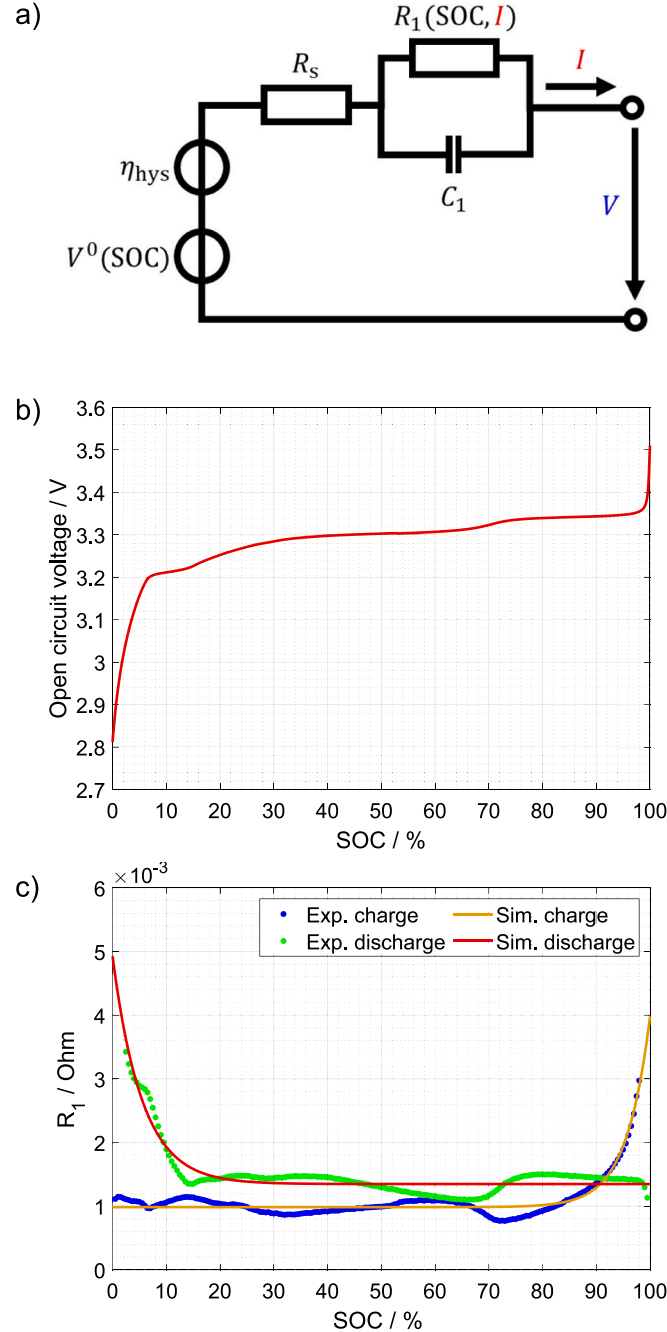 a)
R₁(SOC, I)
Rₛ
I
η_hys
C₁
V
V⁰(SOC)
b)
3.6
3.5
3.4
3.3
3.2
3.1
3
2.9
2.8
2.7
Open circuit voltage / V
0 10 20 30 40 50 60 70 80 90 100
SOC / %
c)
×10⁻³
6
5
4
3
2
1
0
R₁ / Ohm
Exp. charge
Exp. discharge
Sim. charge
Sim. discharge
0 10 20 30 40 50 60 70 80 90 100
SOC / %